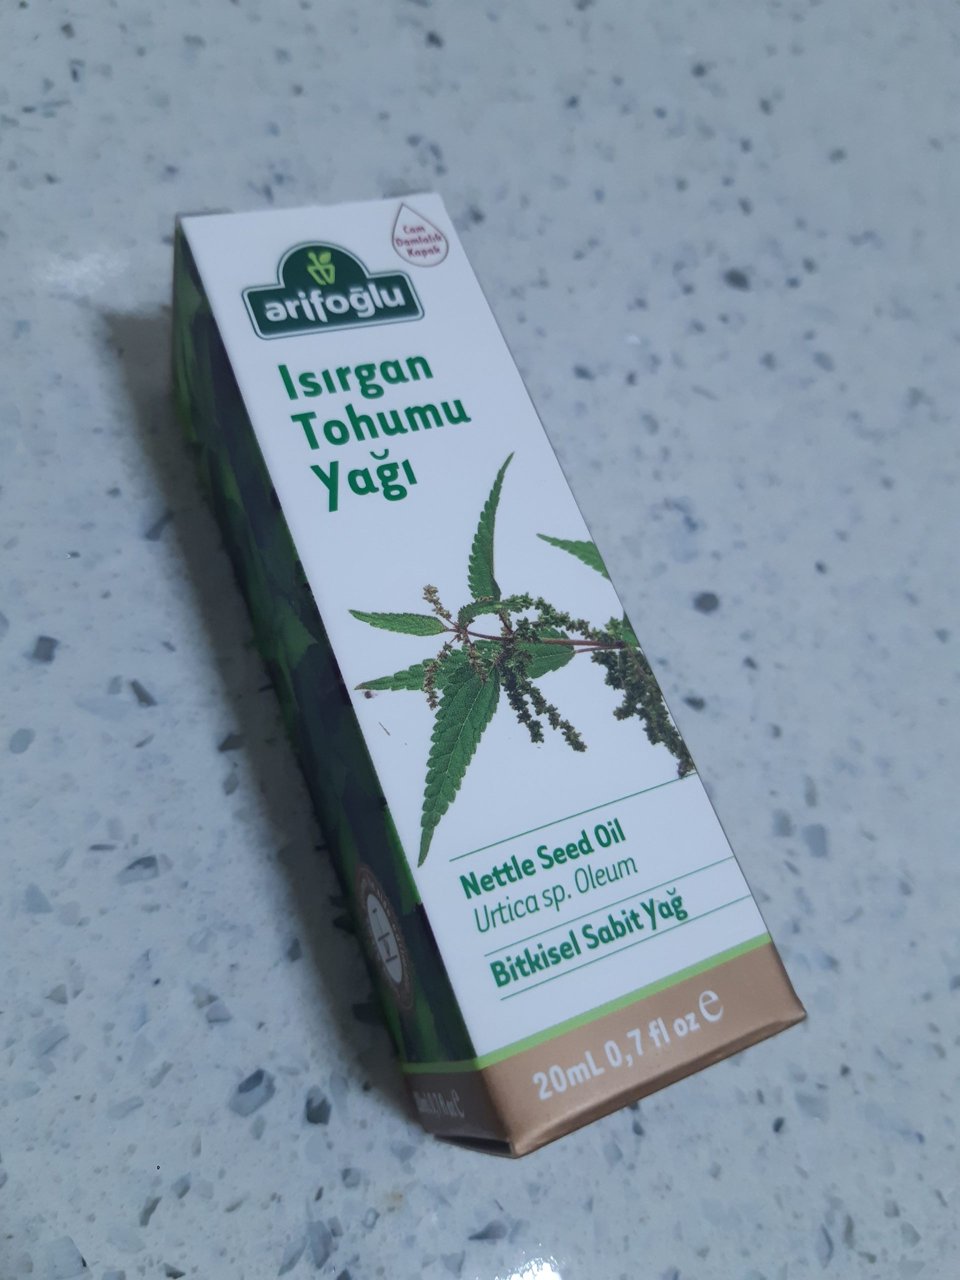 Cam
Damlalık
Kapak
arifoğlu
Isırgan
Tohumu
Yağı
Nettle Seed Oil
Urtica sp. Oleum
Bitkisel Sabit Yağ
20mL 0,7 fl oz e